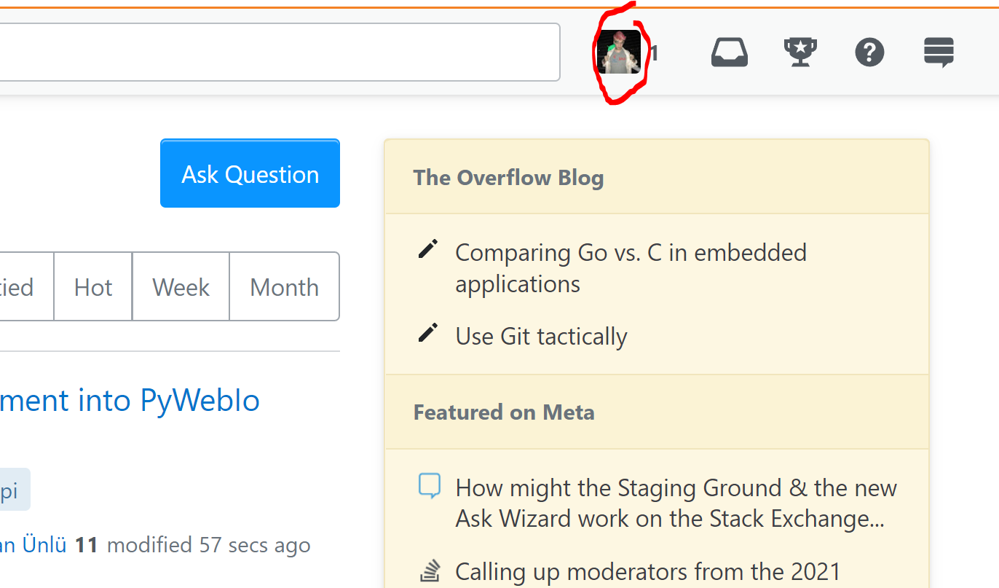 1
Ask Question
The Overflow Blog
Comparing Go vs. C in embedded
applications
Use Git tactically
ied Hot Week Month
ment into PyWebIo
Featured on Meta
pi
How might the Staging Ground & the new
Ask Wizard work on the Stack Exchange...
an Ünlü 11 modified 57 secs ago
Calling up moderators from the 2021